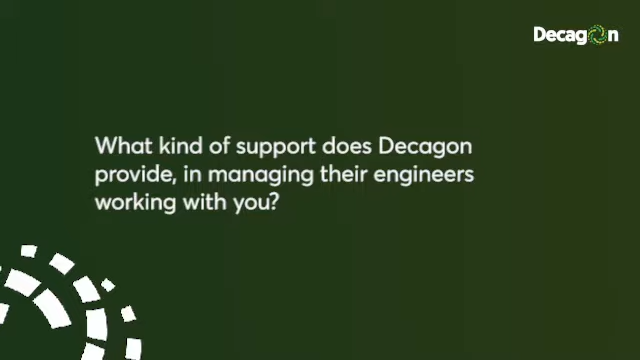 Decagon
What kind of support does Decagon
provide, in managing their engineers
working with you?